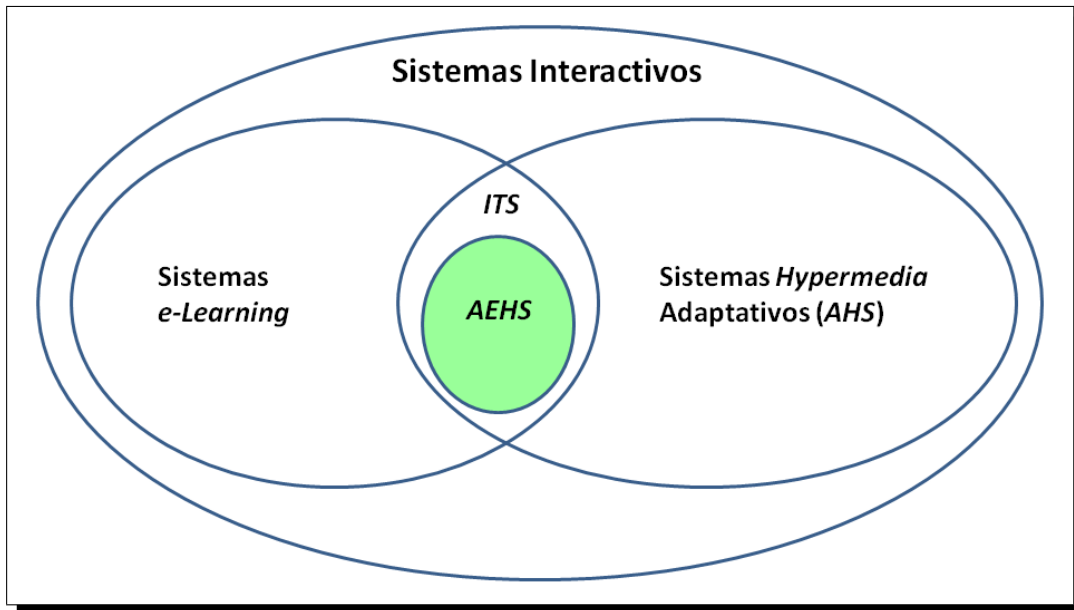 Sistemas Interactivos
ITS
Sistemas
e-Learning
AEHS
Sistemas Hypermedia
Adaptativos (AHS)